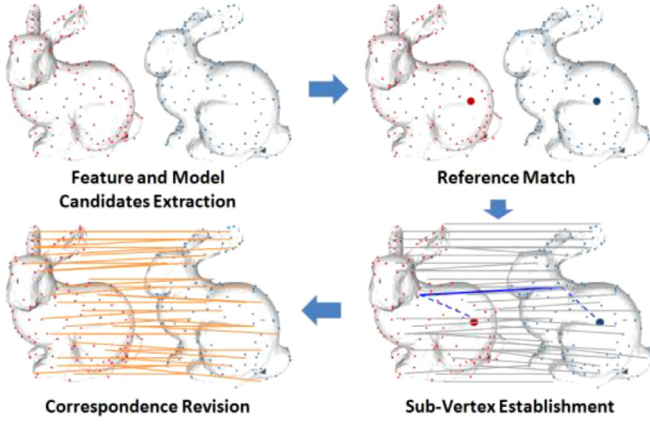 Feature and Model
Candidates Extraction
Reference Match
Correspondence Revision
Sub-Vertex Establishment